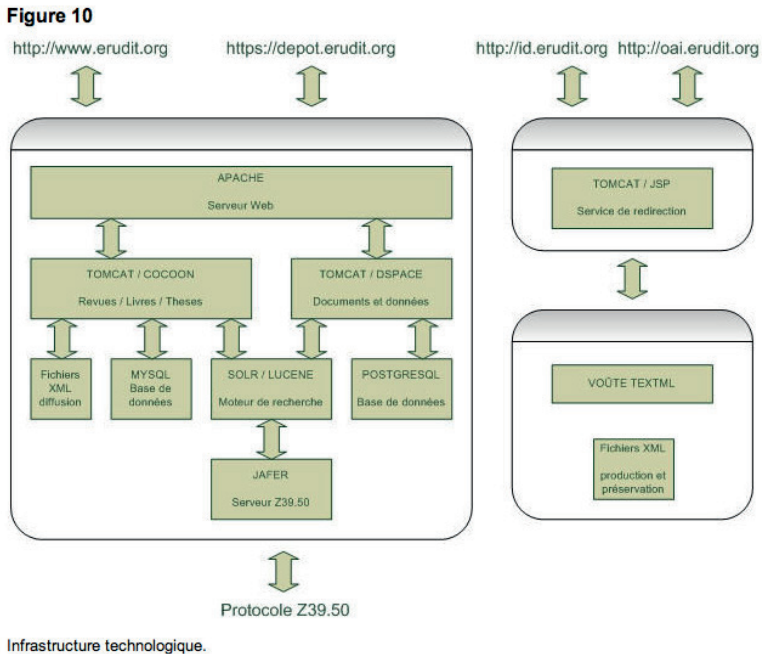 Figure 10
http://www.erudit.org
https://depot.erudit.org
http://id.erudit.org
http://oai.erudit.org
APACHE
Serveur Web
TOMCAT / COCOON
Revues / Livres / Theses
TOMCAT / DSPACE
Documents et données
Fichiers
XML
diffusion
MYSQL
Base de
données
SOLR / LUCENE
Moteur de recherche
POSTGRESQL
Base de données
JAFER
Serveur Z39.50
Protocole Z39.50
TOMCAT / JSP
Service de redirection
VOÛTE TEXTML
Fichiers XML
production et
préservation
Infrastructure technologique.